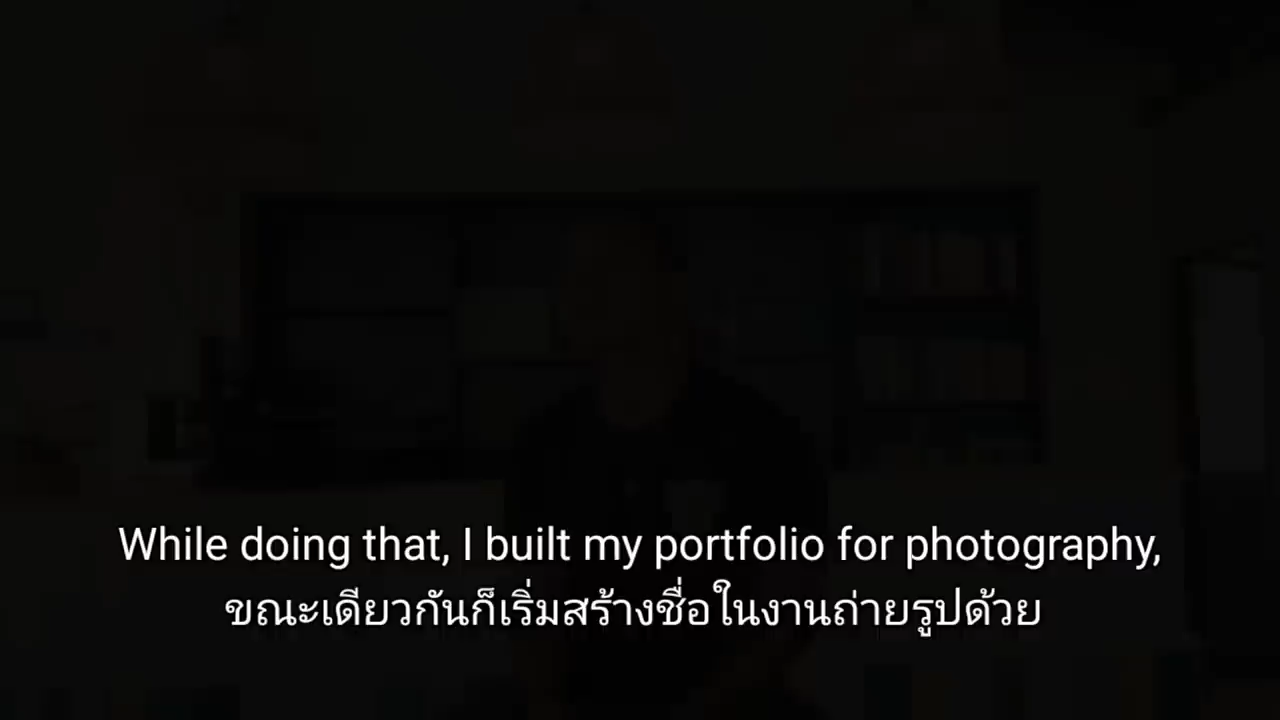 While doing that, I built my portfolio for photography,
ขณะเดียวกันก็เริ่มสร้างชื่อในงานถ่ายรูปด้วย